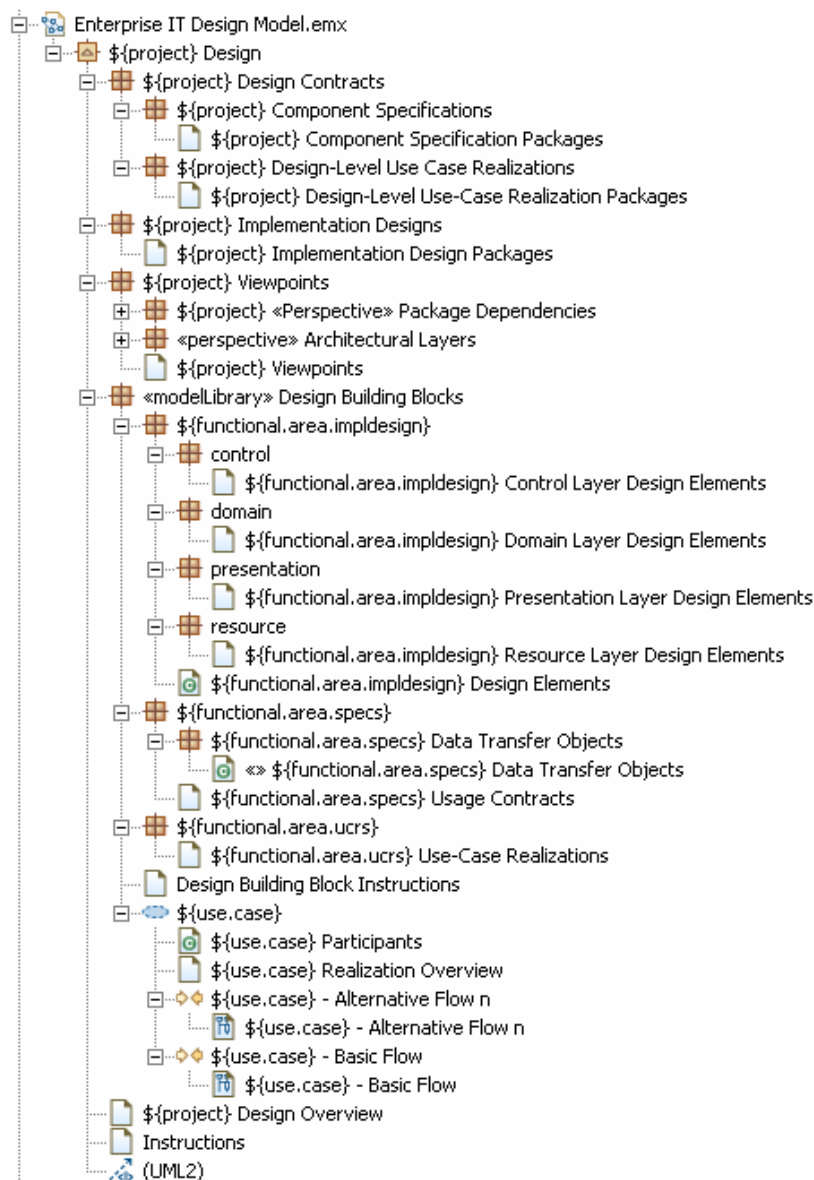 Enterprise IT Design Model.emx
${project} Design
${project} Design Contracts
${project} Component Specifications
${project} Component Specification Packages
${project} Design-Level Use Case Realizations
${project} Design-Level Use-Case Realization Packages
${project} Implementation Designs
${project} Implementation Design Packages
${project} Viewpoints
${project} «Perspective» Package Dependencies
«perspective» Architectural Layers
${project} Viewpoints
«modelLibrary» Design Building Blocks
${functional.area.impldesign}
control
${functional.area.impldesign} Control Layer Design Elements
domain
${functional.area.impldesign} Domain Layer Design Elements
presentation
${functional.area.impldesign} Presentation Layer Design Elements
resource
${functional.area.impldesign} Resource Layer Design Elements
${functional.area.impldesign} Design Elements
${functional.area.specs}
${functional.area.specs} Data Transfer Objects
«» ${functional.area.specs} Data Transfer Objects
${functional.area.specs} Usage Contracts
${functional.area.ucrs}
${functional.area.ucrs} Use-Case Realizations
Design Building Block Instructions
${use.case}
${use.case} Participants
${use.case} Realization Overview
${use.case} - Alternative Flow n
${use.case} - Alternative Flow n
${use.case} - Basic Flow
${use.case} - Basic Flow
${project} Design Overview
Instructions
(UML2)